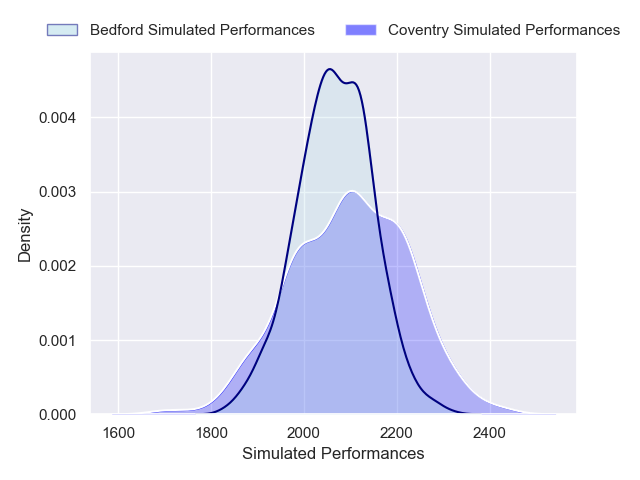 Bedford Simulated Performances Coventry Simulated Performances
0.004
0.003
0.002
0.001
0.000
Density
1600 1800 2000 2200 2400
Simulated Performances